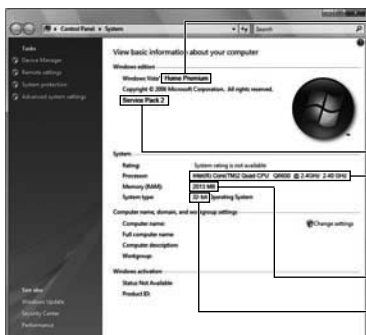 Control Panel ▸ System
Search
Tasks
Device Manager
Remote settings
System protection
Advanced system settings
View basic information about your computer
Windows edition
Windows Vista™ Home Premium
Copyright © 2006 Microsoft Corporation. All rights reserved.
Service Pack 2
System
Rating: System rating is not available
Processor: Intel(R) Core(TM)2 Quad CPU Q6600 @ 2.40GHz 2.40 GHz
Memory (RAM): 2013 MB
System type: 32-bit Operating System
Computer name, domain, and workgroup settings
Computer name:
Change settings
Full computer name:
Computer description:
Workgroup:
Windows activation
Status Not Available
Product ID:
See also
Windows Update
Security Center
Performance